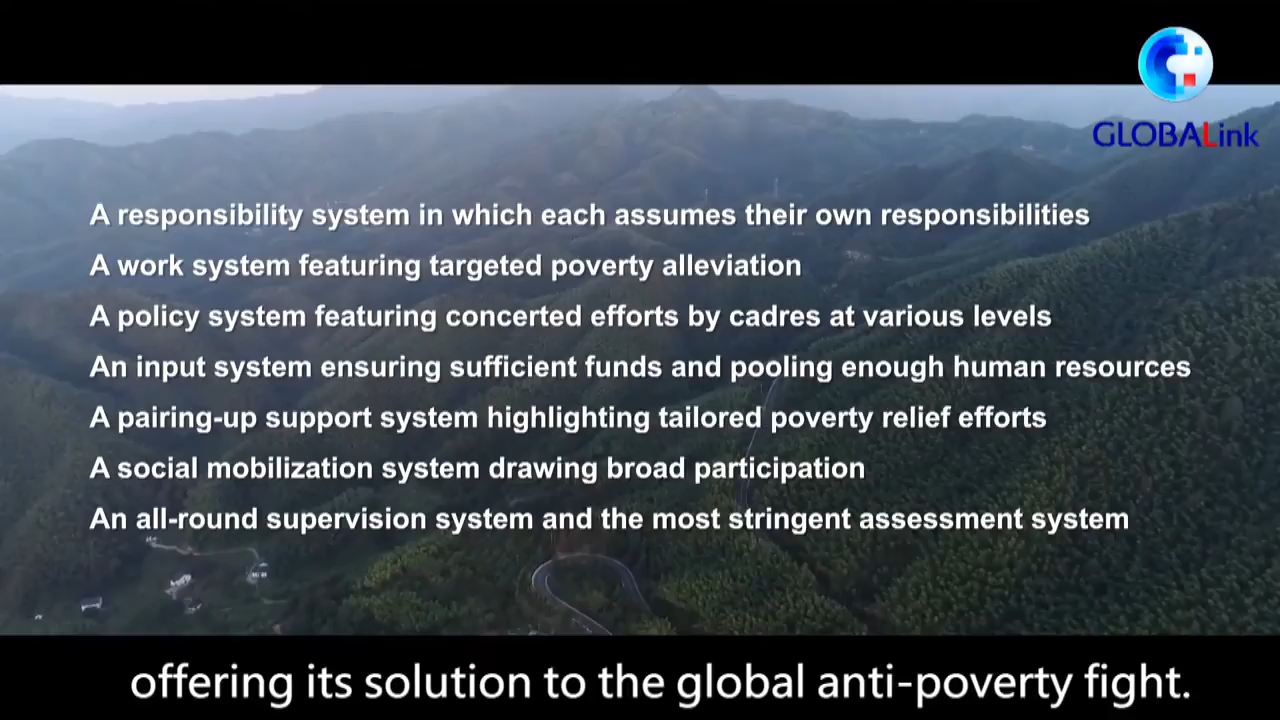 GLOBALink
A responsibility system in which each assumes their own responsibilities
A work system featuring targeted poverty alleviation
A policy system featuring concerted efforts by cadres at various levels
An input system ensuring sufficient funds and pooling enough human resources
A pairing-up support system highlighting tailored poverty relief efforts
A social mobilization system drawing broad participation
An all-round supervision system and the most stringent assessment system
offering its solution to the global anti-poverty fight.